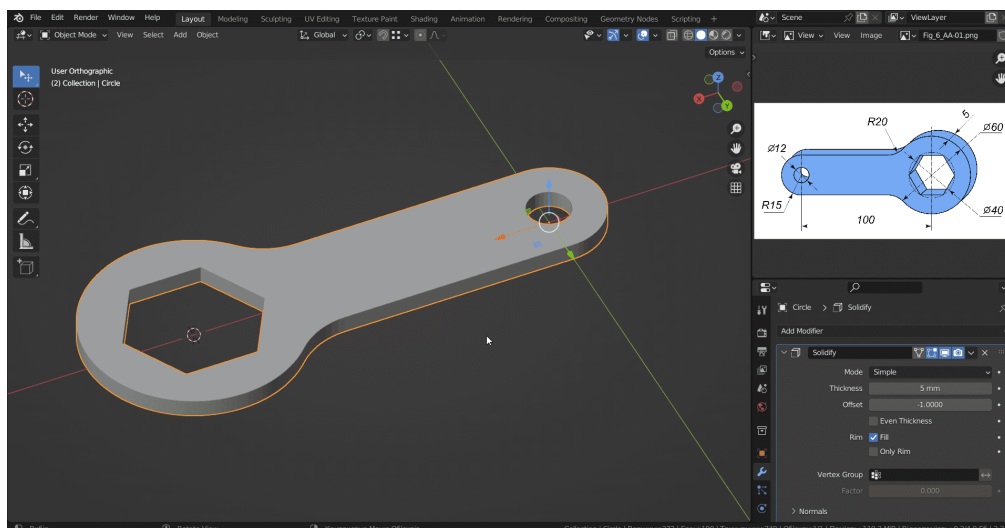 File Edit Render Window Help Layout Modeling Sculpting UV Editing Texture Paint Shading Animation Rendering Compositing Geometry Nodes Scripting + Scene ViewLayer
Object Mode View Select Add Object Global View View Image Fig_6_AA-01.png
Options
User Orthographic
(2) Collection | Circle
Z
X
Y
R20
5
Ø60
Ø12
R15
100
Ø40
Circle > Solidify
Add Modifier
Solidify
Mode Simple
Thickness 5 mm
Offset -1.0000
Even Thickness
Rim Fill
Only Rim
Vertex Group
Factor 0.000
> Normals